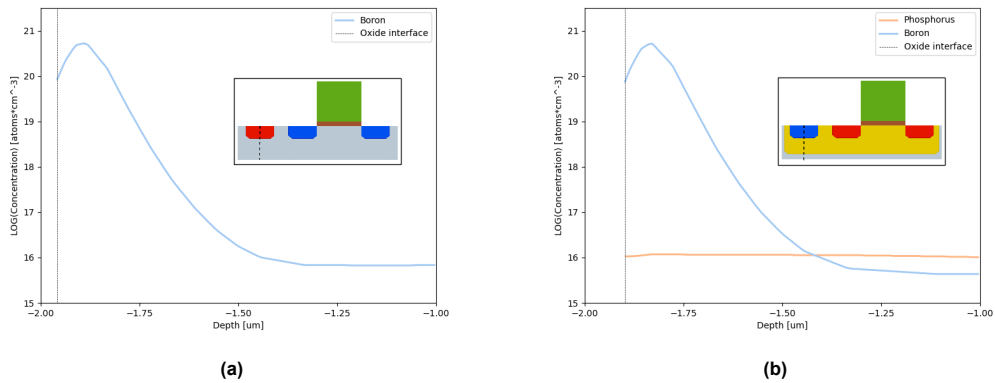 21
20
19
18
17
16
15
LOG(Concentration) [atoms*cm^-3]
Boron
Oxide interface
-2.00
-1.75
-1.50
-1.25
-1.00
Depth [um]
(a)
21
20
19
18
17
16
15
LOG(Concentration) [atoms*cm^-3]
Phosphorus
Boron
Oxide interface
-2.00
-1.75
-1.50
-1.25
-1.00
Depth [um]
(b)